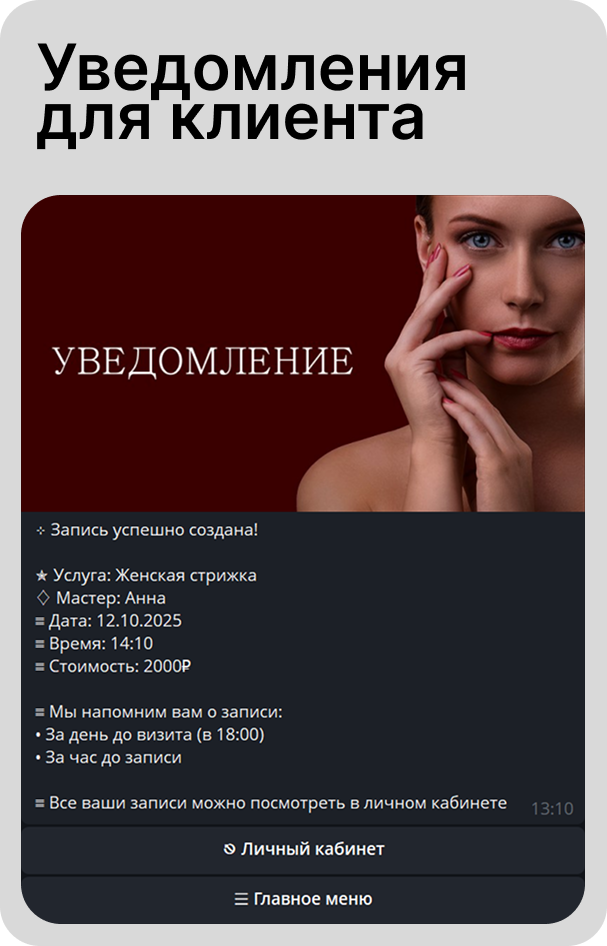 Уведомления
для клиента
УВЕДОМЛЕНИЕ
⊹ Запись успешно создана!
★ Услуга: Женская стрижка
♢ Мастер: Анна
≡ Дата: 12.10.2025
≡ Время: 14:10
≡ Стоимость: 2000₽
≡ Мы напомним вам о записи:
• За день до визита (в 18:00)
• За час до записи
≡ Все ваши записи можно посмотреть в личном кабинете
13:10
⦸ Личный кабинет
☰ Главное меню